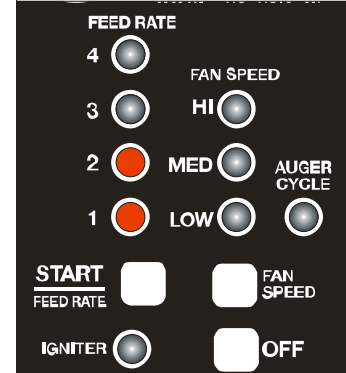 FEED RATE
4
FAN SPEED
3 HI
2 MED AUGER
CYCLE
1 LOW
START
FEED RATE
FAN
SPEED
IGNITER
OFF